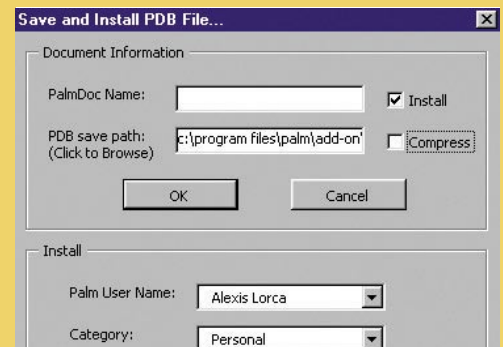 Save and Install PDB File...
Document Information
PalmDoc Name:
Install
PDB save path:
(Click to Browse)
c:\program files\palm\add-on'
Compress
OK
Cancel
Install
Palm User Name:
Alexis Lorca
Category:
Personal